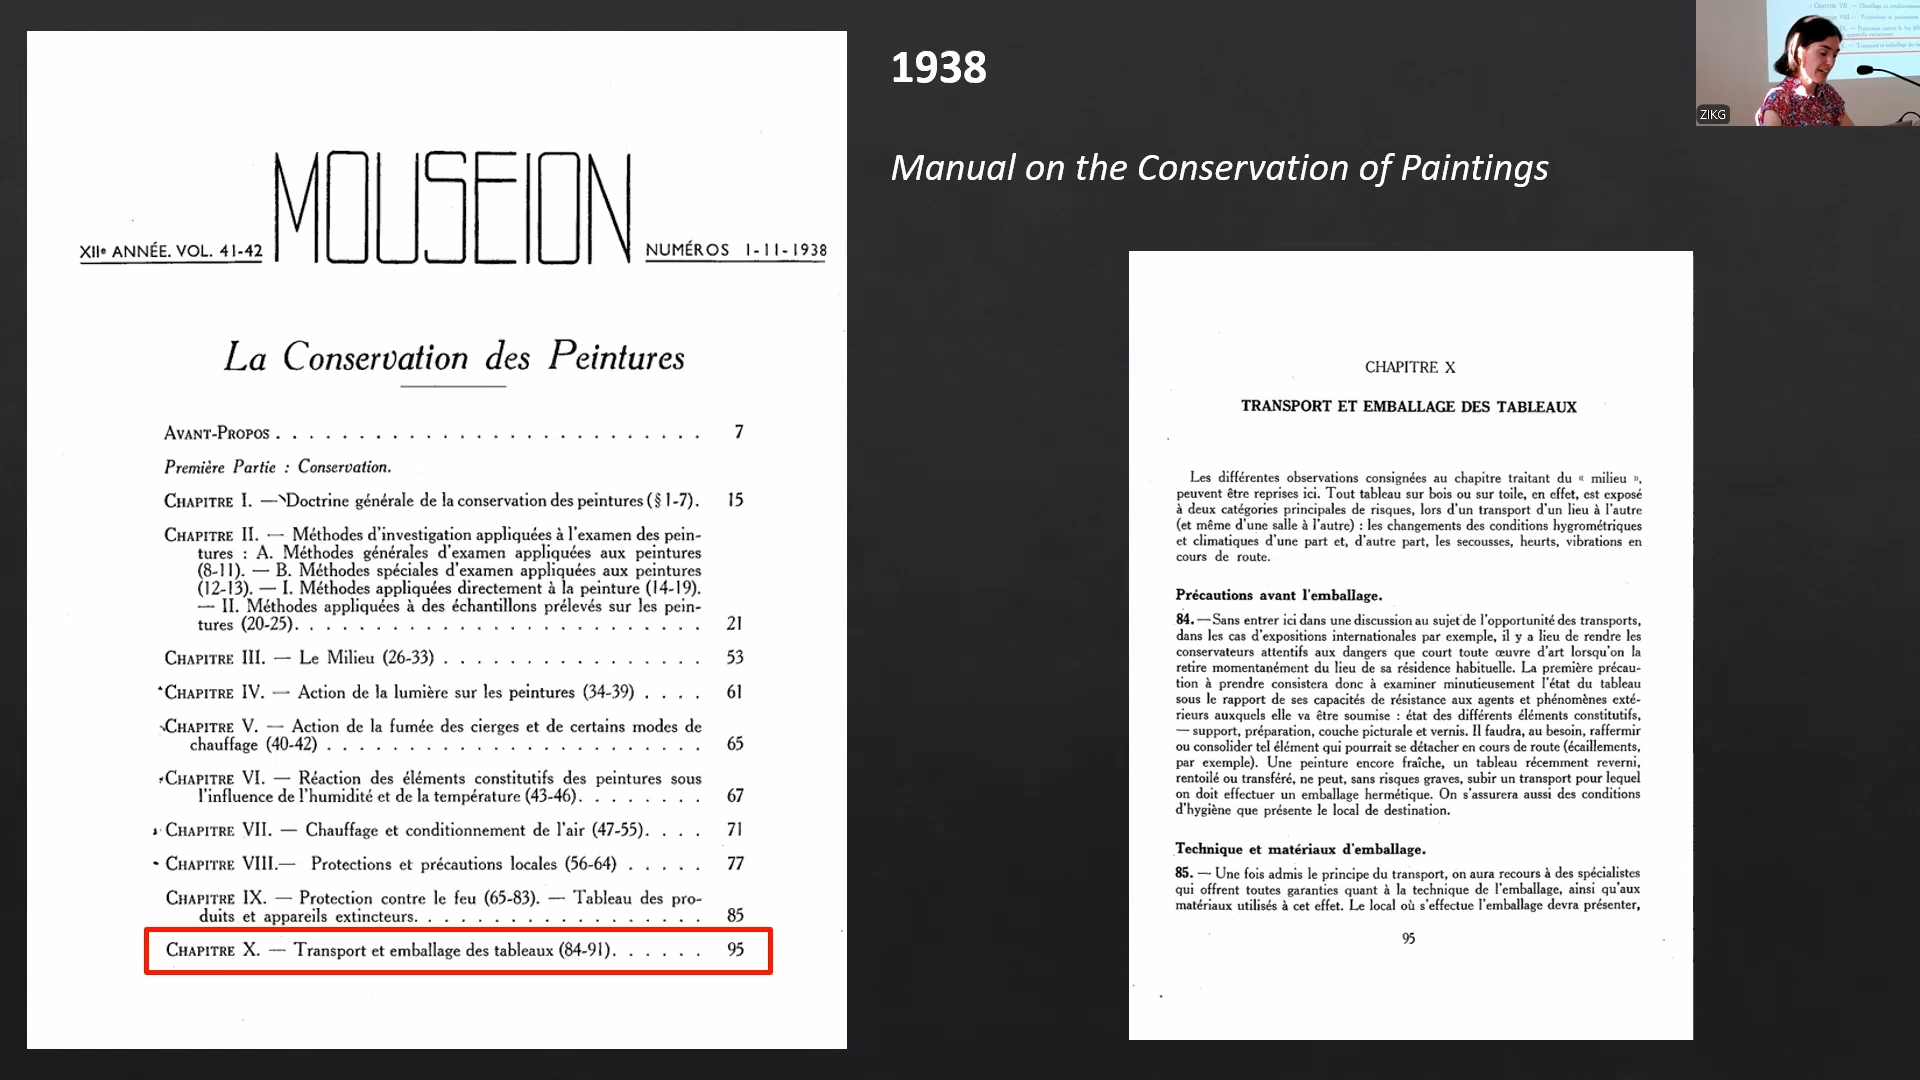 1938
Manual on the Conservation of Paintings
ZIKG
MOUSEION
XIIe ANNÉE. VOL. 41-42
NUMÉROS 1-11-1938
La Conservation des Peintures
AVANT-PROPOS . . . . . . . . . . . . . . . . . . . . . . . . . 7
Première Partie : Conservation.
CHAPITRE I. — Doctrine générale de la conservation des peintures (§ 1-7). 15
CHAPITRE II. — Méthodes d'investigation appliquées à l'examen des pein-
tures : A. Méthodes générales d'examen appliquées aux peintures
(8-11). — B. Méthodes spéciales d'examen appliquées aux peintures
(12-13). — I. Méthodes appliquées directement à la peinture (14-19).
— II. Méthodes appliquées à des échantillons prélevés sur les pein-
tures (20-25). . . . . . . . . . . . . . . . . . . . . . . 21
CHAPITRE III. — Le Milieu (26-33) . . . . . . . . . . . . . . . 53
CHAPITRE IV. — Action de la lumière sur les peintures (34-39) . . . . 61
CHAPITRE V. — Action de la fumée des cierges et de certains modes de
chauffage (40-42) . . . . . . . . . . . . . . . . . . . . . . 65
CHAPITRE VI. — Réaction des éléments constitutifs des peintures sous
l'influence de l'humidité et de la température (43-46). . . . . . . . 67
CHAPITRE VII. — Chauffage et conditionnement de l'air (47-55). . . . 71
CHAPITRE VIII.— Protections et précautions locales (56-64) . . . . . 77
CHAPITRE IX. — Protection contre le feu (65-83). — Tableau des pro-
duits et appareils extincteurs. . . . . . . . . . . . . . . . . 85
CHAPITRE X. — Transport et emballage des tableaux (84-91). . . . . . 95
CHAPITRE X
TRANSPORT ET EMBALLAGE DES TABLEAUX
Les différentes observations consignées au chapitre traitant du « milieu »,
peuvent être reprises ici. Tout tableau sur bois ou sur toile, en effet, est exposé
à deux catégories principales de risques, lors d'un transport d'un lieu à l'autre
(et même d'une salle à l'autre) : les changements des conditions hygrométriques
et climatiques d'une part et, d'autre part, les secousses, heurts, vibrations en
cours de route.
Précautions avant l'emballage.
84. — Sans entrer ici dans une discussion au sujet de l'opportunité des transports,
dans les cas d'expositions internationales par exemple, il y a lieu de rendre les
conservateurs attentifs aux dangers que court toute œuvre d'art lorsqu'on la
retire momentanément du lieu de sa résidence habituelle. La première précau-
tion à prendre consistera donc à examiner minutieusement l'état du tableau
sous le rapport de ses capacités de résistance aux agents et phénomènes exté-
rieurs auxquels elle va être soumise : état des différents éléments constitutifs,
— support, préparation, couche picturale et vernis. Il faudra, au besoin, raffermir
ou consolider tel élément qui pourrait se détacher en cours de route (écaillements,
par exemple). Une peinture encore fraîche, un tableau récemment reverni,
rentoilé ou transféré, ne peut, sans risques graves, subir un transport pour lequel
on doit effectuer un emballage hermétique. On s'assurera aussi des conditions
d'hygiène que présente le local de destination.
Technique et matériaux d'emballage.
85. — Une fois admis le principe du transport, on aura recours à des spécialistes
qui offrent toutes garanties quant à la technique de l'emballage, ainsi qu'aux
matériaux utilisés à cet effet. Le local où s'effectue l'emballage devra présenter,
95